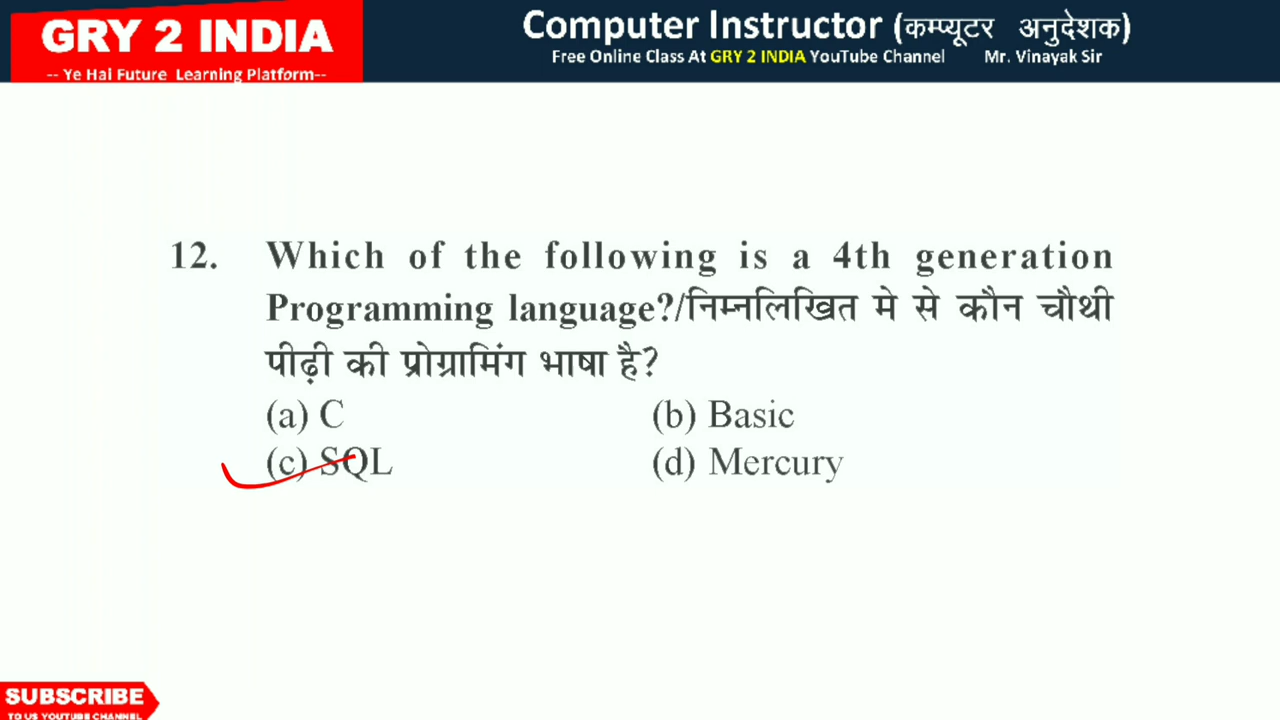 GRY 2 INDIA
-- Ye Hai Future Learning Platform--
Computer Instructor (कम्प्यूटर अनुदेशक)
Free Online Class At GRY 2 INDIA YouTube Channel Mr. Vinayak Sir
12. Which of the following is a 4th generation
Programming language?/निम्नलिखित मे से कौन चौथी
पीढ़ी की प्रोग्रामिंग भाषा है?
(a) C (b) Basic
(c) SQL (d) Mercury
SUBSCRIBE
TO US YOUTUBE CHANNEL